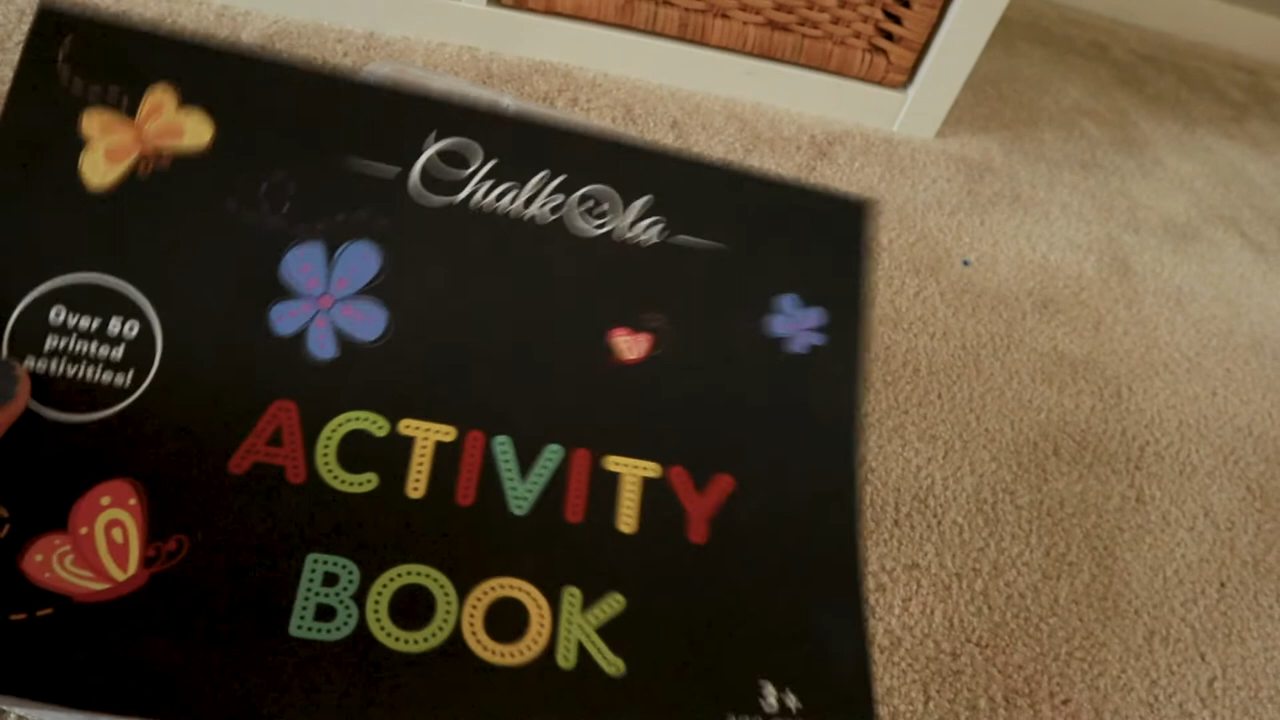 ChalkOla
Over 50
printed
activities!
ACTIVITY
BOOK
3+